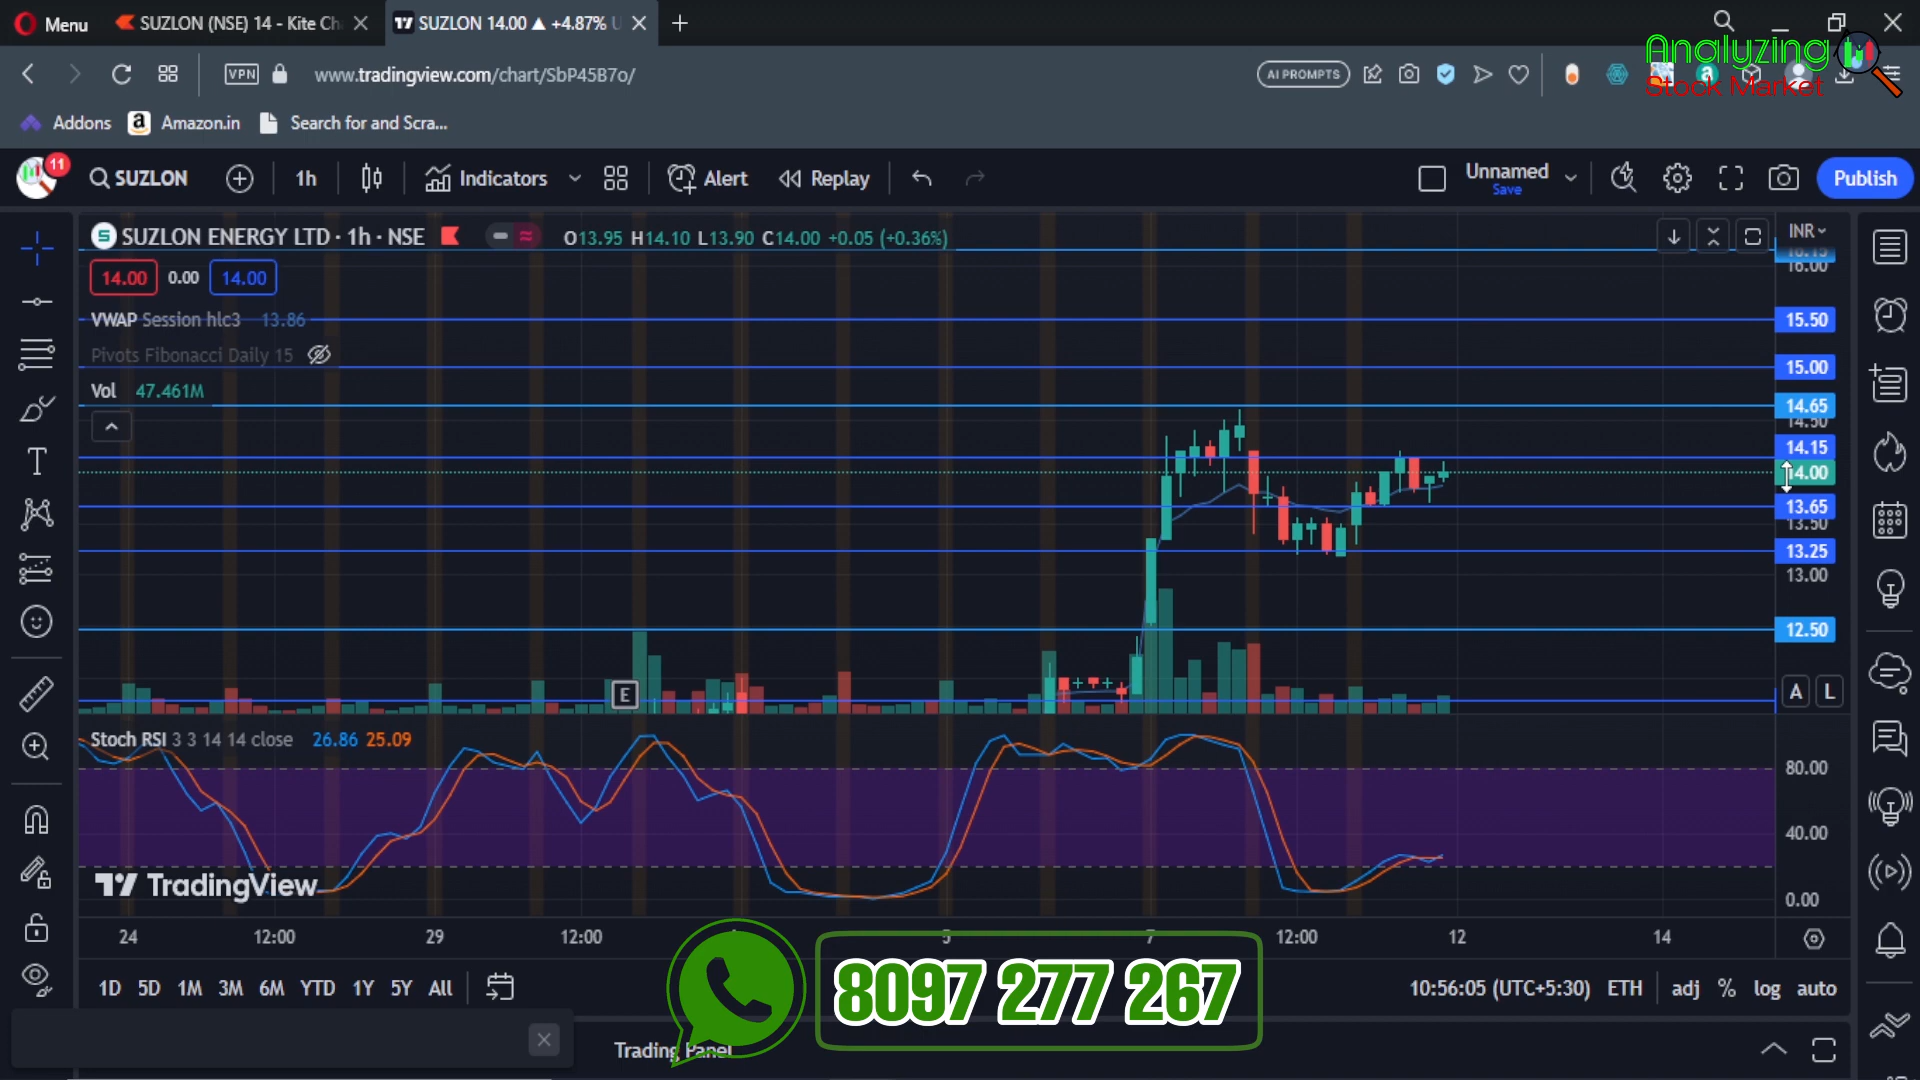 Menu
SUZLON (NSE) 14 - Kite Ch
SUZLON 14.00 ▲ +4.87% U
Analyzing
Stock Market
VPN
www.tradingview.com/chart/SbP45B7o/
AI PROMPTS
Addons
Amazon.in
Search for and Scra...
11
SUZLON
1h
Indicators
Alert
Replay
Unnamed
Save
Publish
SUZLON ENERGY LTD · 1h · NSE
O13.95 H14.10 L13.90 C14.00 +0.05 (+0.36%)
INR
16.00
14.00 0.00 14.00
VWAP Session hlc3 13.86
15.50
Pivots Fibonacci Daily 15
15.00
Vol 47.461M
14.65
14.50
14.15
14.00
13.65
13.50
13.25
13.00
12.50
E
A L
Stoch RSI 3 3 14 14 close 26.86 25.09
80.00
40.00
0.00
TradingView
24 12:00 29 12:00 5 7 12:00 12 14
1D 5D 1M 3M 6M YTD 1Y 5Y All
10:56:05 (UTC+5:30) ETH adj % log auto
8097 277 267
Trading Panel